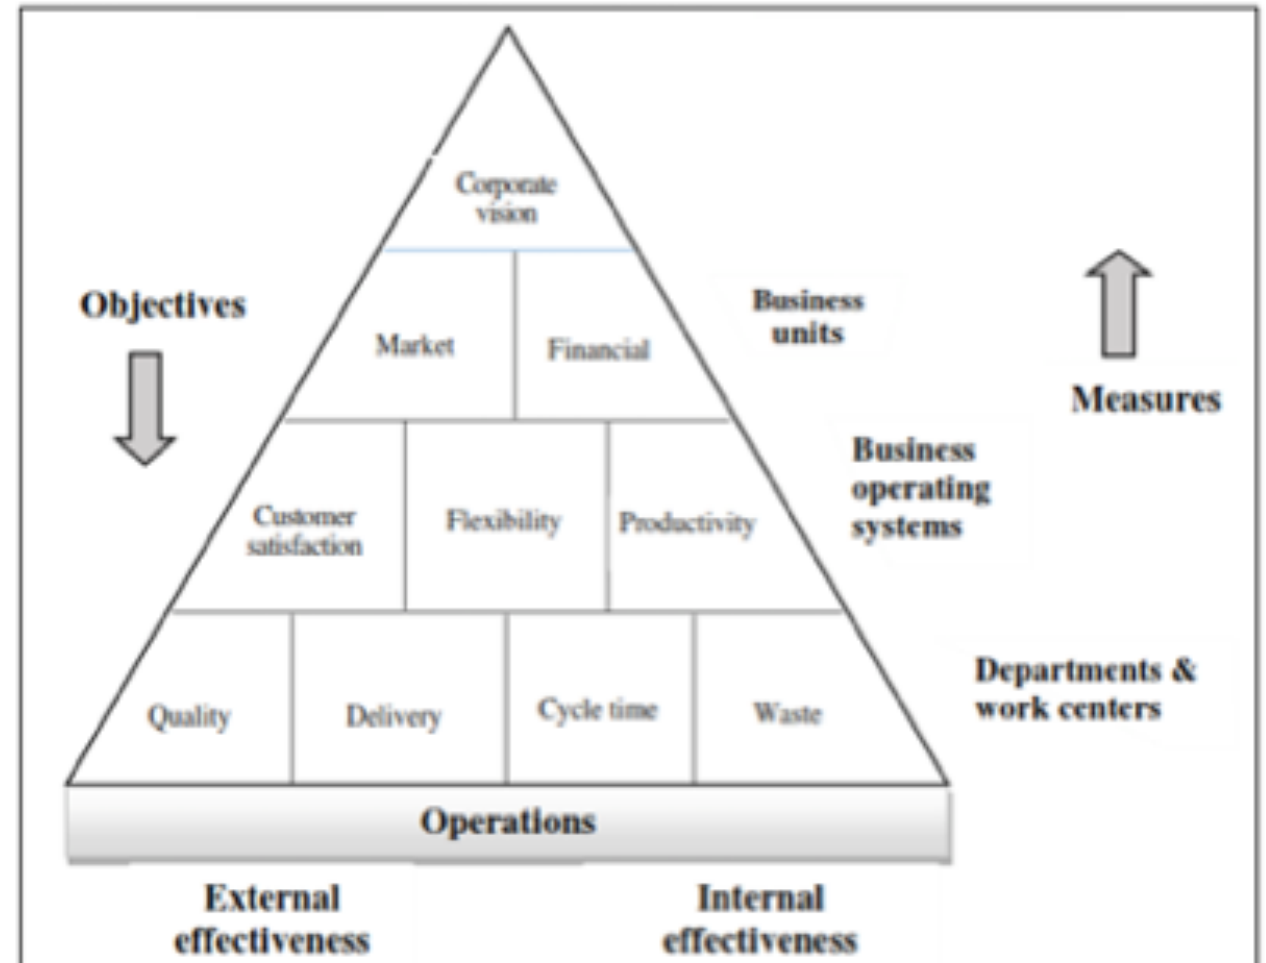 Corporate
vision
Objectives
Market
Financial
Business
units
Measures
Customer
satisfaction
Flexibility
Productivity
Business
operating
systems
Quality
Delivery
Cycle time
Waste
Departments &
work centers
Operations
External
effectiveness
Internal
effectiveness